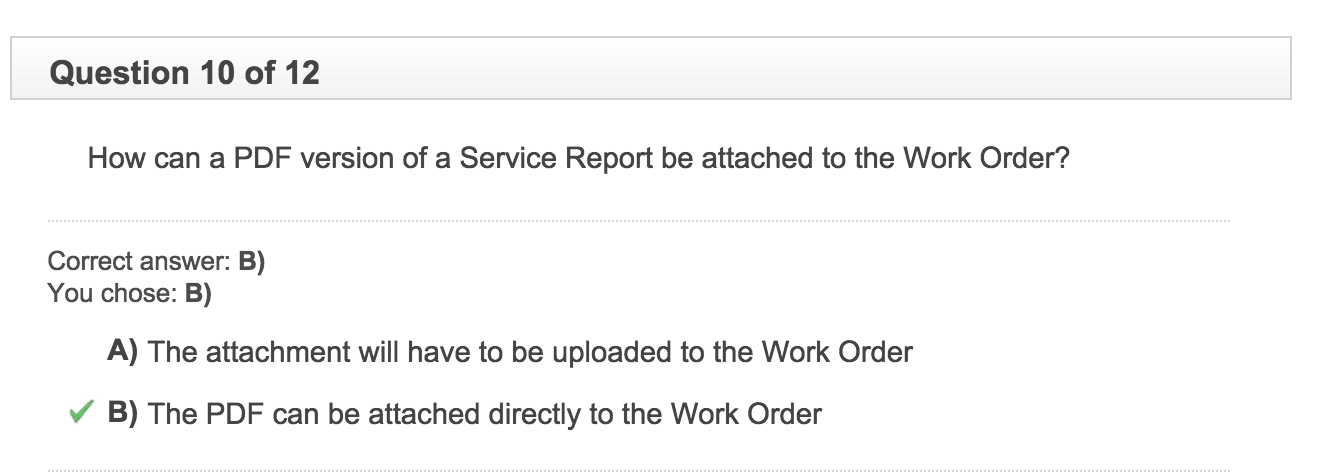 Question 10 of 12
How can a PDF version of a Service Report be attached to the Work Order?
Correct answer: B)
You chose: B)
A) The attachment will have to be uploaded to the Work Order
B) The PDF can be attached directly to the Work Order